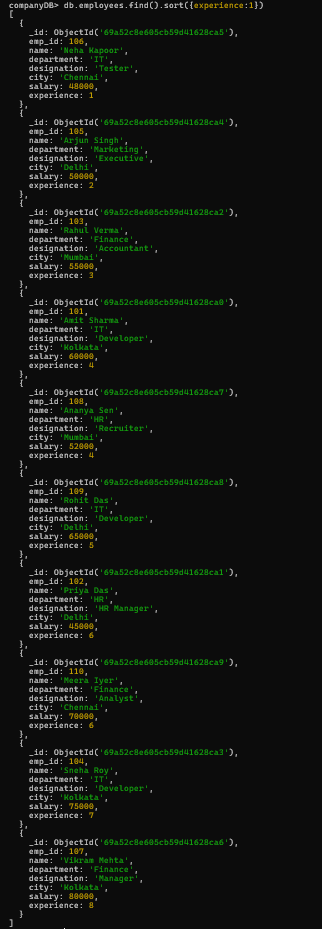 companyDB> db.employees.find().sort({experience:1})
[
  {
    _id: ObjectId('69a52c8e605cb59d41628ca5'),
    emp_id: 106,
    name: 'Neha Kapoor',
    department: 'IT',
    designation: 'Tester',
    city: 'Chennai',
    salary: 48000,
    experience: 1
  },
  {
    _id: ObjectId('69a52c8e605cb59d41628ca4'),
    emp_id: 105,
    name: 'Arjun Singh',
    department: 'Marketing',
    designation: 'Executive',
    city: 'Delhi',
    salary: 50000,
    experience: 2
  },
  {
    _id: ObjectId('69a52c8e605cb59d41628ca2'),
    emp_id: 103,
    name: 'Rahul Verma',
    department: 'Finance',
    designation: 'Accountant',
    city: 'Mumbai',
    salary: 55000,
    experience: 3
  },
  {
    _id: ObjectId('69a52c8e605cb59d41628ca0'),
    emp_id: 101,
    name: 'Amit Sharma',
    department: 'IT',
    designation: 'Developer',
    city: 'Kolkata',
    salary: 60000,
    experience: 4
  },
  {
    _id: ObjectId('69a52c8e605cb59d41628ca7'),
    emp_id: 108,
    name: 'Ananya Sen',
    department: 'HR',
    designation: 'Recruiter',
    city: 'Mumbai',
    salary: 52000,
    experience: 4
  },
  {
    _id: ObjectId('69a52c8e605cb59d41628ca8'),
    emp_id: 109,
    name: 'Rohit Das',
    department: 'IT',
    designation: 'Developer',
    city: 'Delhi',
    salary: 65000,
    experience: 5
  },
  {
    _id: ObjectId('69a52c8e605cb59d41628ca1'),
    emp_id: 102,
    name: 'Priya Das',
    department: 'HR',
    designation: 'HR Manager',
    city: 'Delhi',
    salary: 45000,
    experience: 6
  },
  {
    _id: ObjectId('69a52c8e605cb59d41628ca9'),
    emp_id: 110,
    name: 'Meera Iyer',
    department: 'Finance',
    designation: 'Analyst',
    city: 'Chennai',
    salary: 70000,
    experience: 6
  },
  {
    _id: ObjectId('69a52c8e605cb59d41628ca3'),
    emp_id: 104,
    name: 'Sneha Roy',
    department: 'IT',
    designation: 'Developer',
    city: 'Kolkata',
    salary: 75000,
    experience: 7
  },
  {
    _id: ObjectId('69a52c8e605cb59d41628ca6'),
    emp_id: 107,
    name: 'Vikram Mehta',
    department: 'Finance',
    designation: 'Manager',
    city: 'Kolkata',
    salary: 80000,
    experience: 8
  }
]